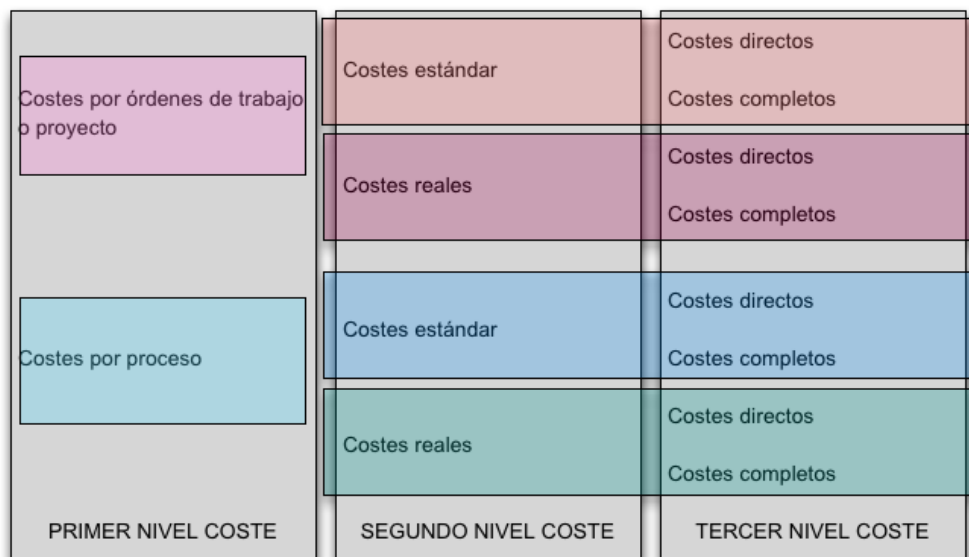 Costes por órdenes de trabajo
o proyecto
Costes por proceso
PRIMER NIVEL COSTE
Costes estándar
Costes reales
Costes estándar
Costes reales
SEGUNDO NIVEL COSTE
Costes directos
Costes completos
Costes directos
Costes completos
Costes directos
Costes completos
Costes directos
Costes completos
TERCER NIVEL COSTE